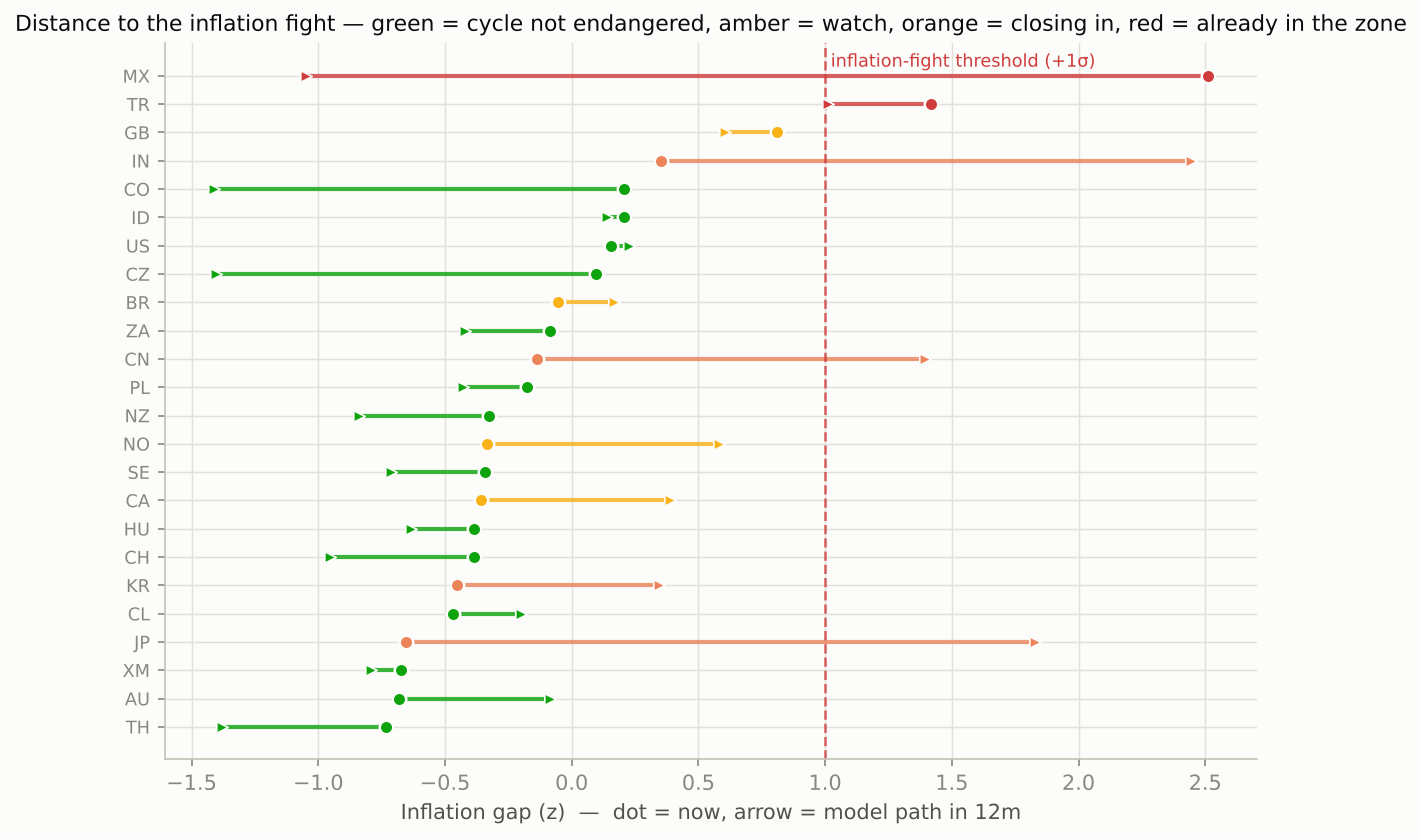 Distance to the inflation fight — green = cycle not endangered, amber = watch, orange = closing in, red = already in the zone
inflation-fight threshold (+1σ)
MX
TR
GB
IN
CO
ID
US
CZ
BR
ZA
CN
PL
NZ
NO
SE
CA
HU
CH
KR
CL
JP
XM
AU
TH
−1.5 −1.0 −0.5 0.0 0.5 1.0 1.5 2.0 2.5
Inflation gap (z) — dot = now, arrow = model path in 12m